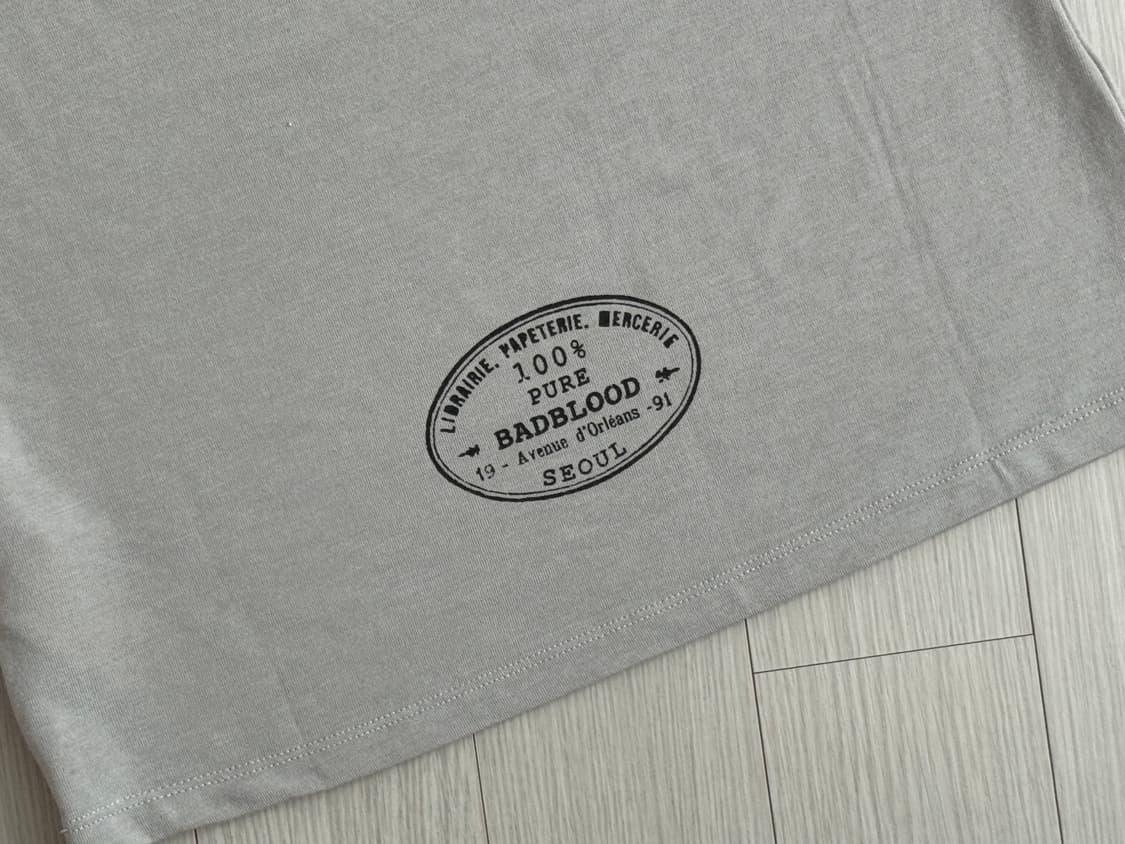 LIBRAIRIE. PAPETERIE. MERCERIE
100%
PURE
BADBLOOD
19 - Avenue d'Orléans - 91
SEOUL